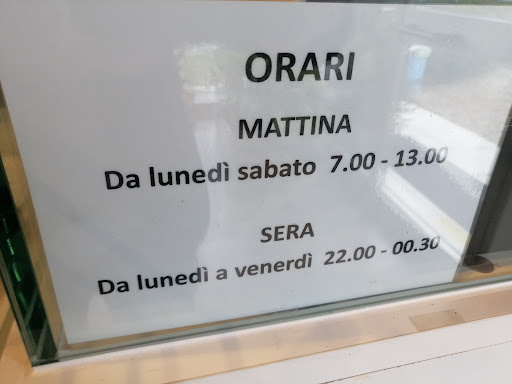 ORARI
MATTINA
Da lunedì sabato 7.00 - 13.00
SERA
Da lunedì a venerdì 22.00 - 00.30